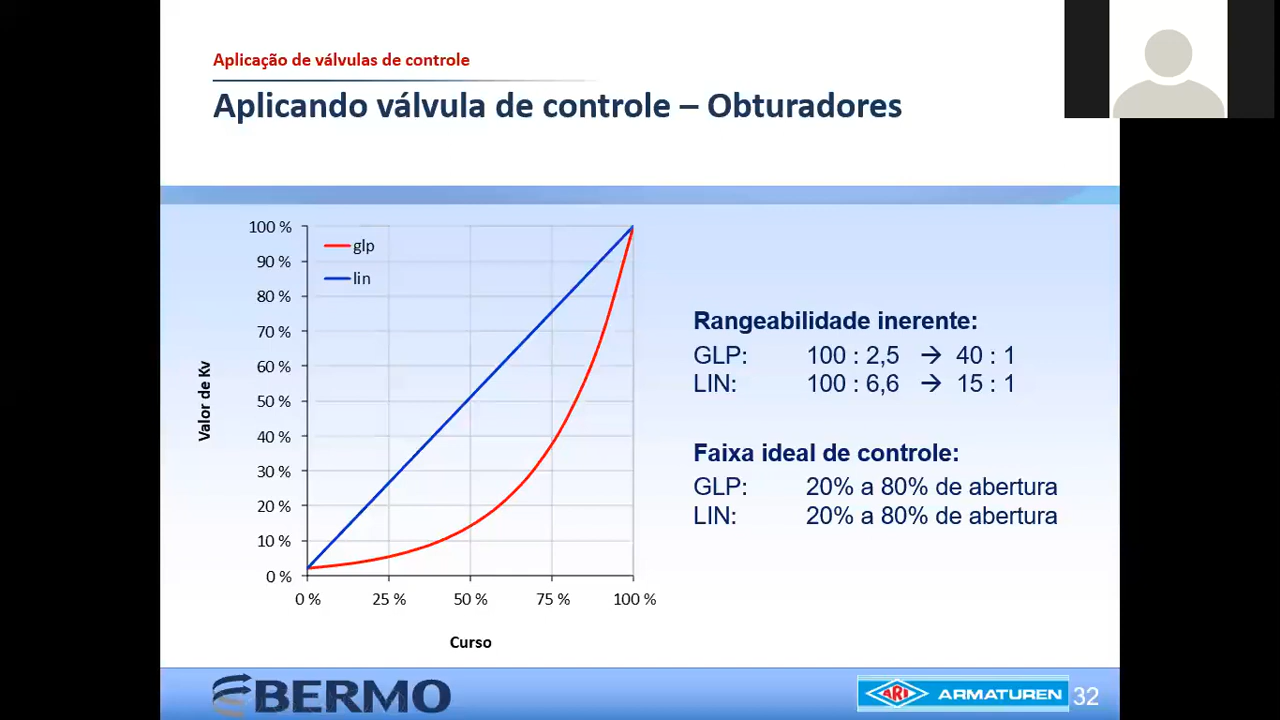 Aplicação de válvulas de controle
Aplicando válvula de controle – Obturadores
100 %
90 %
80 %
70 %
60 %
50 %
40 %
30 %
20 %
10 %
0 %
glp
lin
Valor de Kv
0 %
25 %
50 %
75 %
100 %
Curso
Rangeabilidade inerente:
GLP: 100 : 2,5 → 40 : 1
LIN: 100 : 6,6 → 15 : 1
Faixa ideal de controle:
GLP: 20% a 80% de abertura
LIN: 20% a 80% de abertura
BERMO
ARI ARMATUREN
32